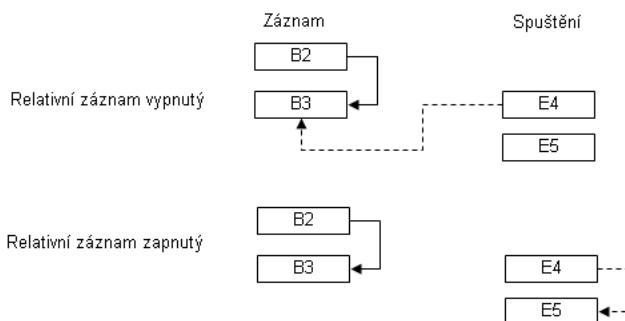 Záznam Spuštění
B2
Relativní záznam vypnutý B3 E4
E5
B2
Relativní záznam zapnutý
B3 E4
E5